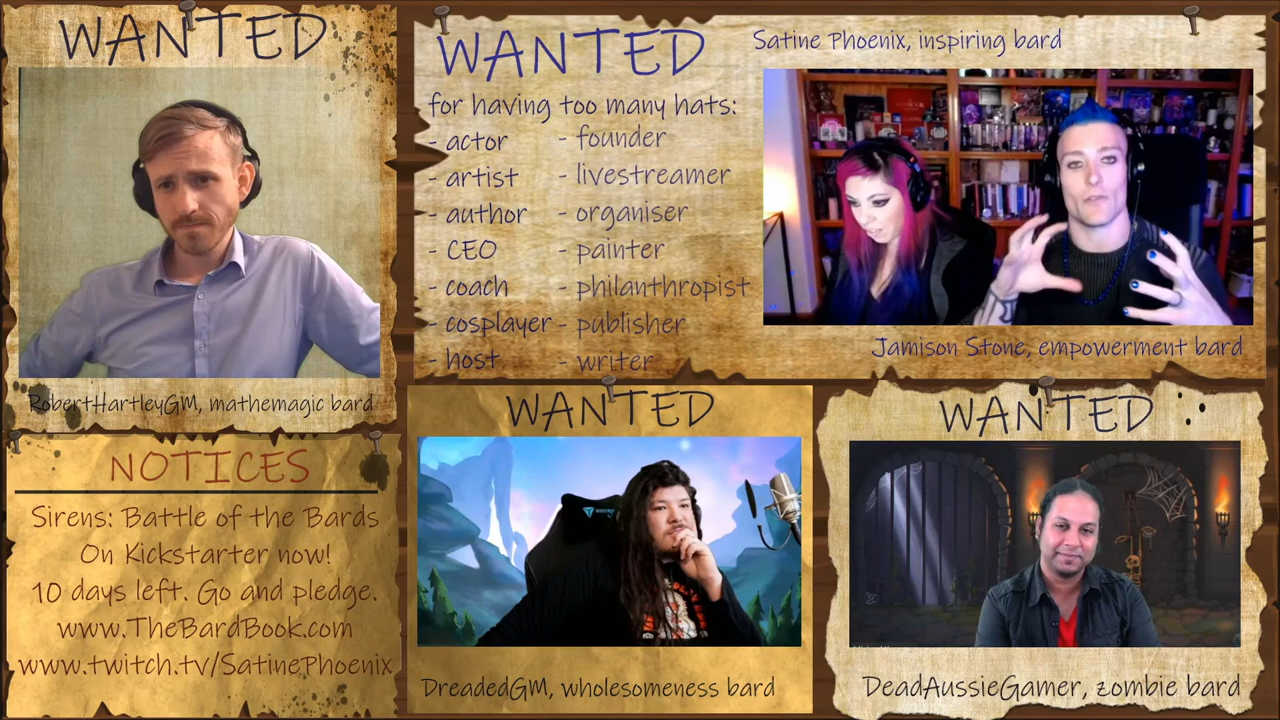 WANTED
RobertHartleyGM, mathemagic bard
NOTICES
Sirens: Battle of the Bards
On Kickstarter now!
10 days left. Go and pledge.
www.TheBardBook.com
www.twitch.tv/SatinePhoenix
WANTED
for having too many hats:
- actor
- artist
- author
- CEO
- coach
- cosplayer
- host
- founder
- livestreamer
- organiser
- painter
- philanthropist
- publisher
- writer
Satine Phoenix, inspiring bard
Jamison Stone, empowerment bard
WANTED
DreadedGM, wholesomeness bard
WANTED
DeadAussieGamer, zombie bard